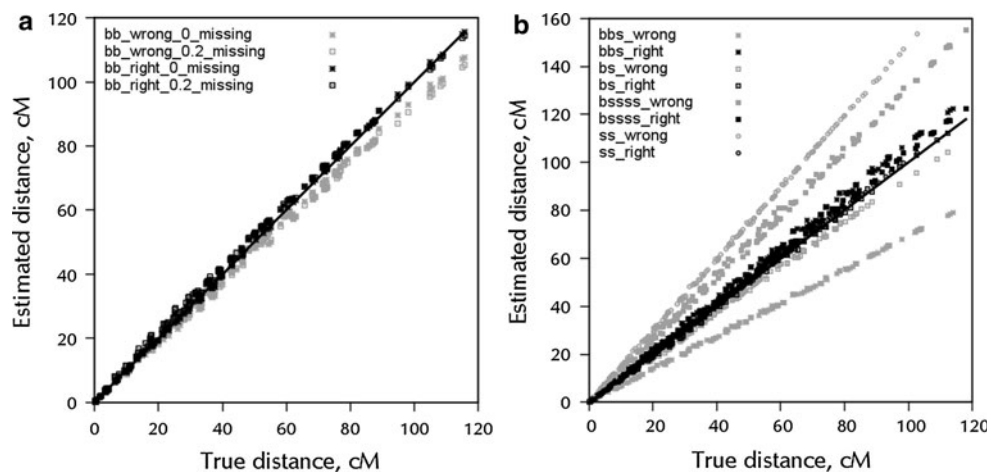 a
120
100
80
60
40
20
0
0 20 40 60 80 100 120
Estimated distance, cM
True distance, cM
bb_wrong_0_missing
bb_wrong_0.2_missing
bb_right_0_missing
bb_right_0.2_missing
b
160
140
120
100
80
60
40
20
0
0 20 40 60 80 100 120
Estimated distance, cM
True distance, cM
bbs_wrong
bbs_right
bs_wrong
bs_right
bssss_wrong
bssss_right
ss_wrong
ss_right